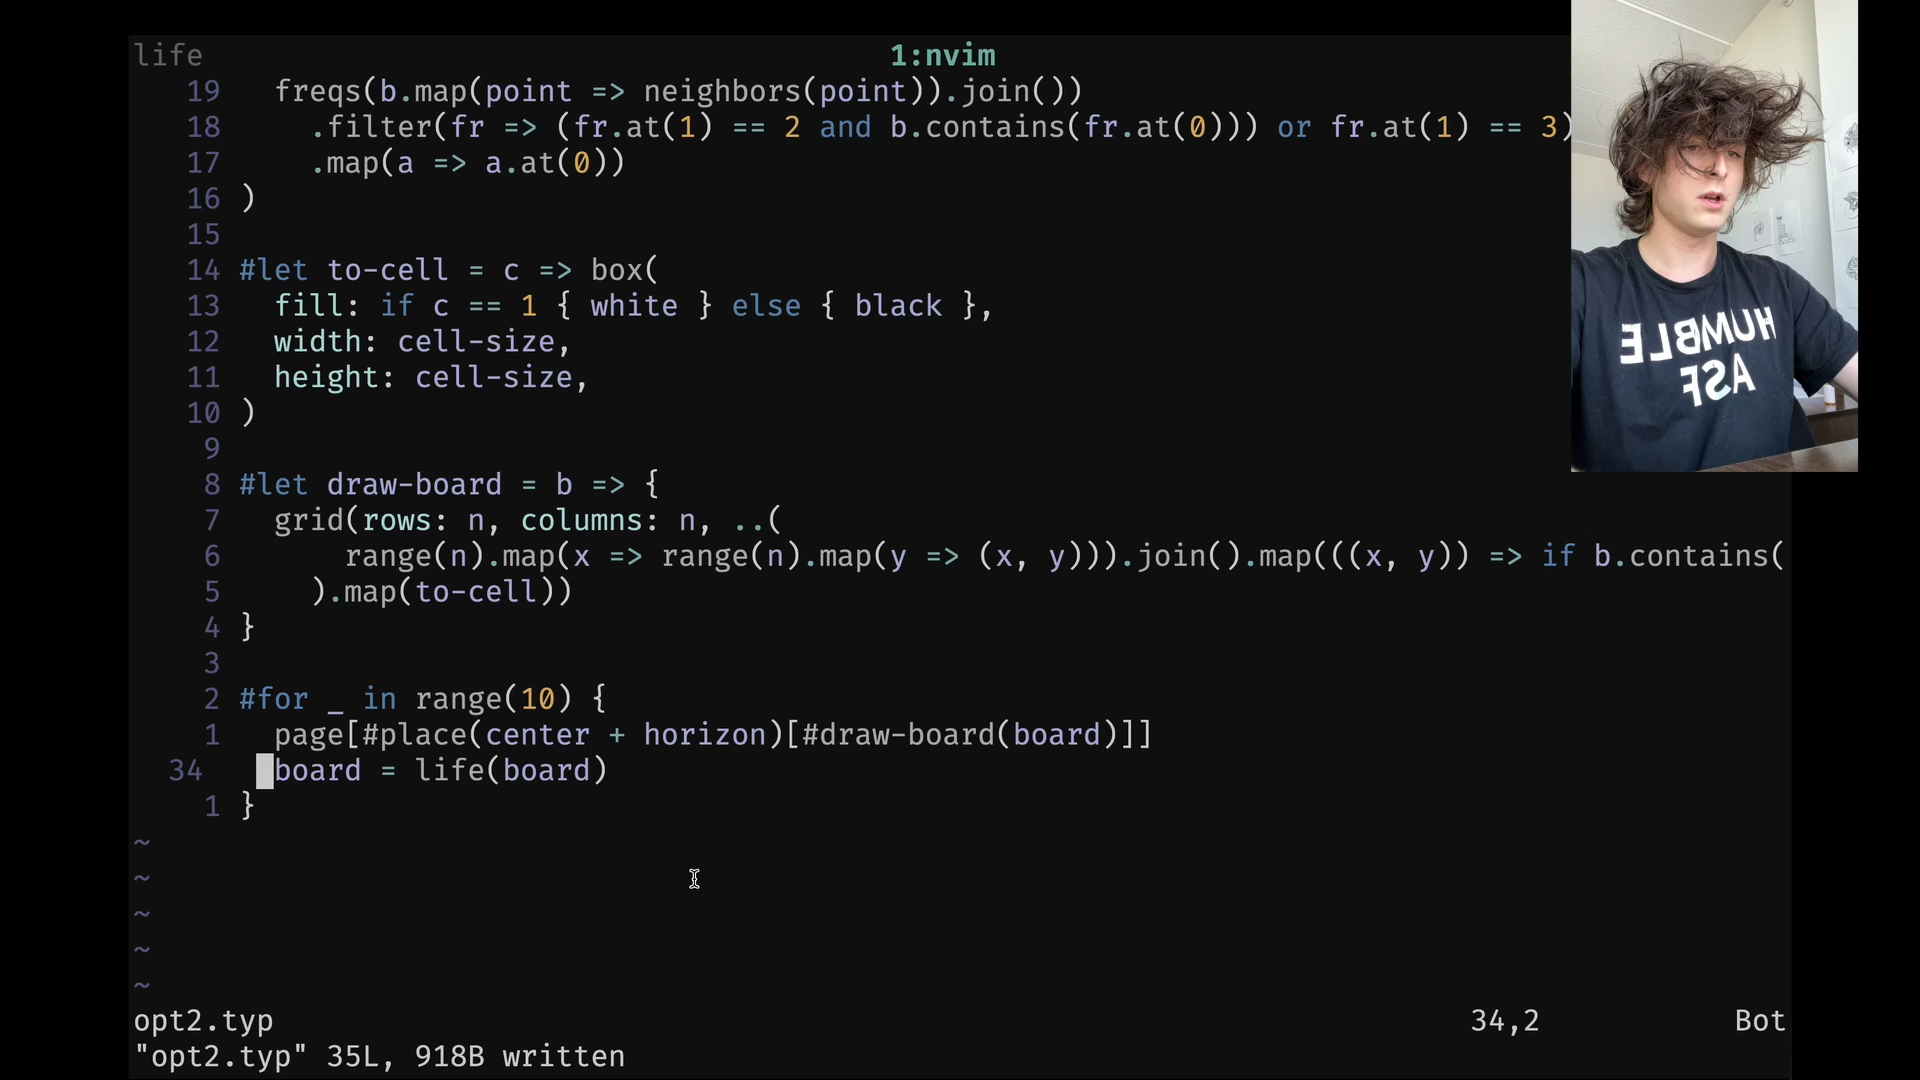 life 1:nvim
19 freqs(b.map(point => neighbors(point)).join())
18 .filter(fr => (fr.at(1) == 2 and b.contains(fr.at(0))) or fr.at(1) == 3)
17 .map(a => a.at(0))
16 )
15
14 #let to-cell = c => box(
13 fill: if c == 1 { white } else { black },
12 width: cell-size,
11 height: cell-size,
10 )
9
8 #let draw-board = b => {
7 grid(rows: n, columns: n, ..(
6 range(n).map(x => range(n).map(y => (x, y))).join().map(((x, y)) => if b.contains(
5 ).map(to-cell))
4 }
3
2 #for _ in range(10) {
1 page[#place(center + horizon)[#draw-board(board)]]
34 board = life(board)
1 }
~
~
~
~
~
opt2.typ 34,2 Bot
"opt2.typ" 35L, 918B written
HUMBLE
ASF